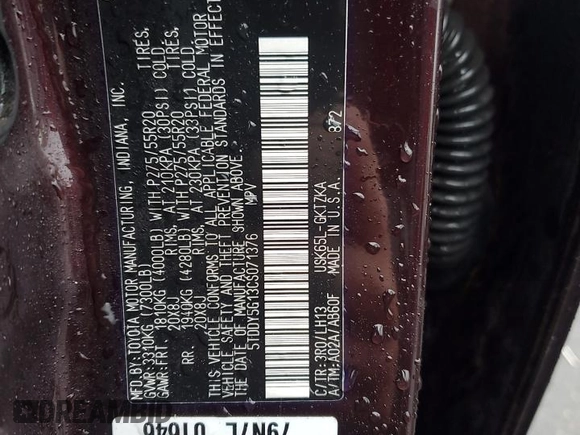 MFD.BY:TOYOTA MOTOR MANUFACTURING, INDIANA, INC.
GVWR: 3310KG (7300LB)
GAWR:FRT. 1810KG (4000LB) WITH P275/55R20 TIRES.
20X8J RIMS, AT 210KPA (30PSI) COLD
RR. 1940KG (4280LB) WITH P275/55R20 TIRES.
20X8J RIMS, AT 230KPA (33PSI) COLD
THIS VEHICLE CONFORMS TO ALL APPLICABLE FEDERAL MOTOR
VEHICLE SAFETY AND THEFT PREVENTION STANDARDS IN EFFECT
ON THE DATE OF MANUFACTURE SHOWN ABOVE.
5TDDY5G13CS071376 MPV
C/TR:3R0/LH13 USK65L-GKTZKA 872
A/TM:A02A/AB60F MADE IN U.S.A.
79N7L 01646
DREAMBID